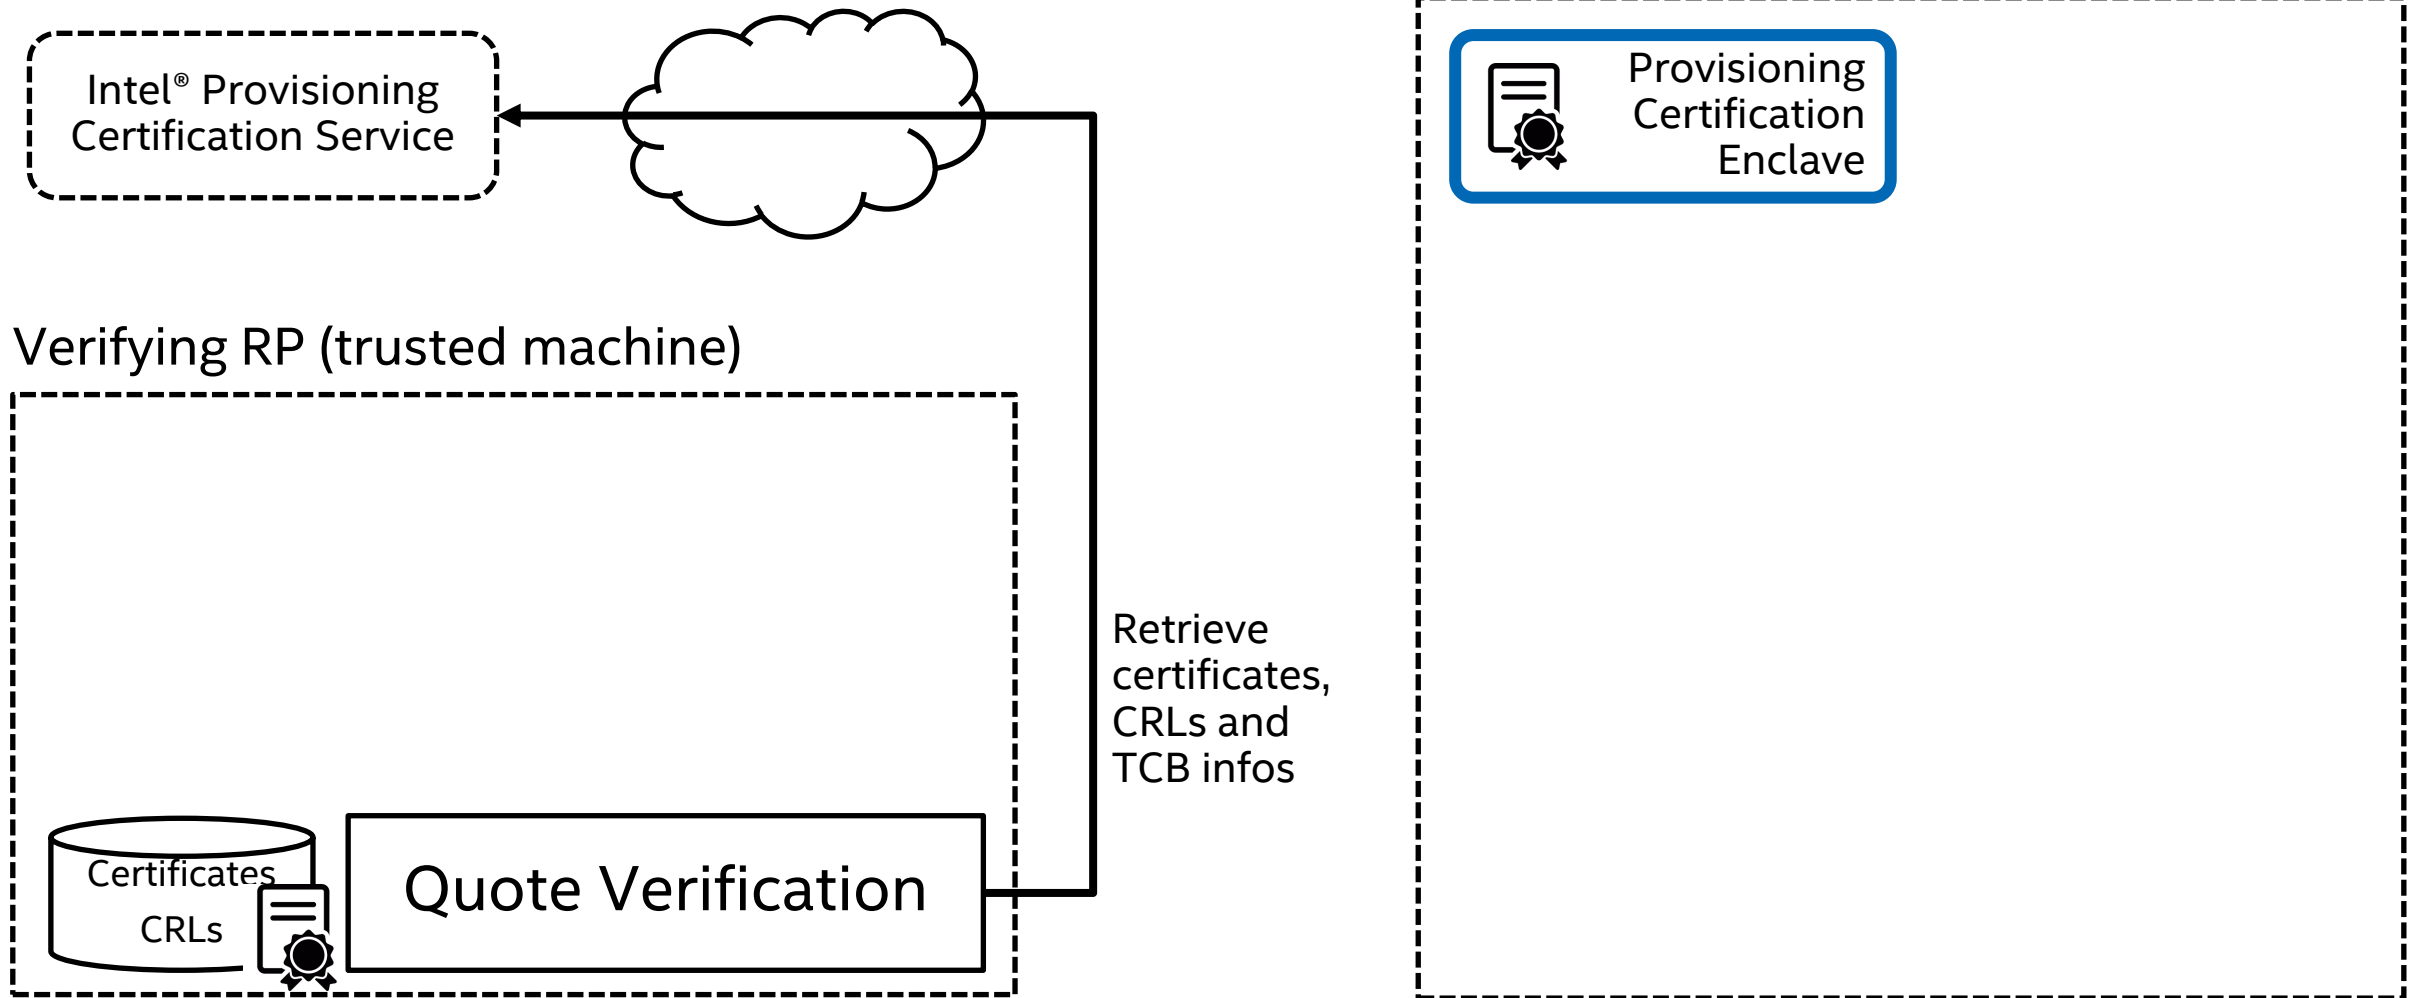 Intel® Provisioning
Certification Service
Provisioning
Certification
Enclave
Verifying RP (trusted machine)
Retrieve
certificates,
CRLs and
TCB infos
Certificates
CRLs
Quote Verification